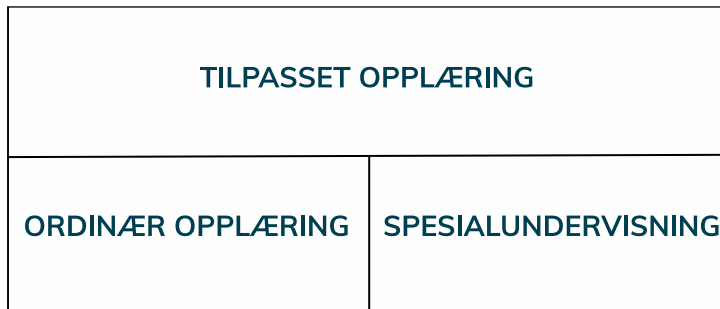 TILPASSET OPPLÆRING
ORDINÆR OPPLÆRING
SPESIALUNDERVISNING